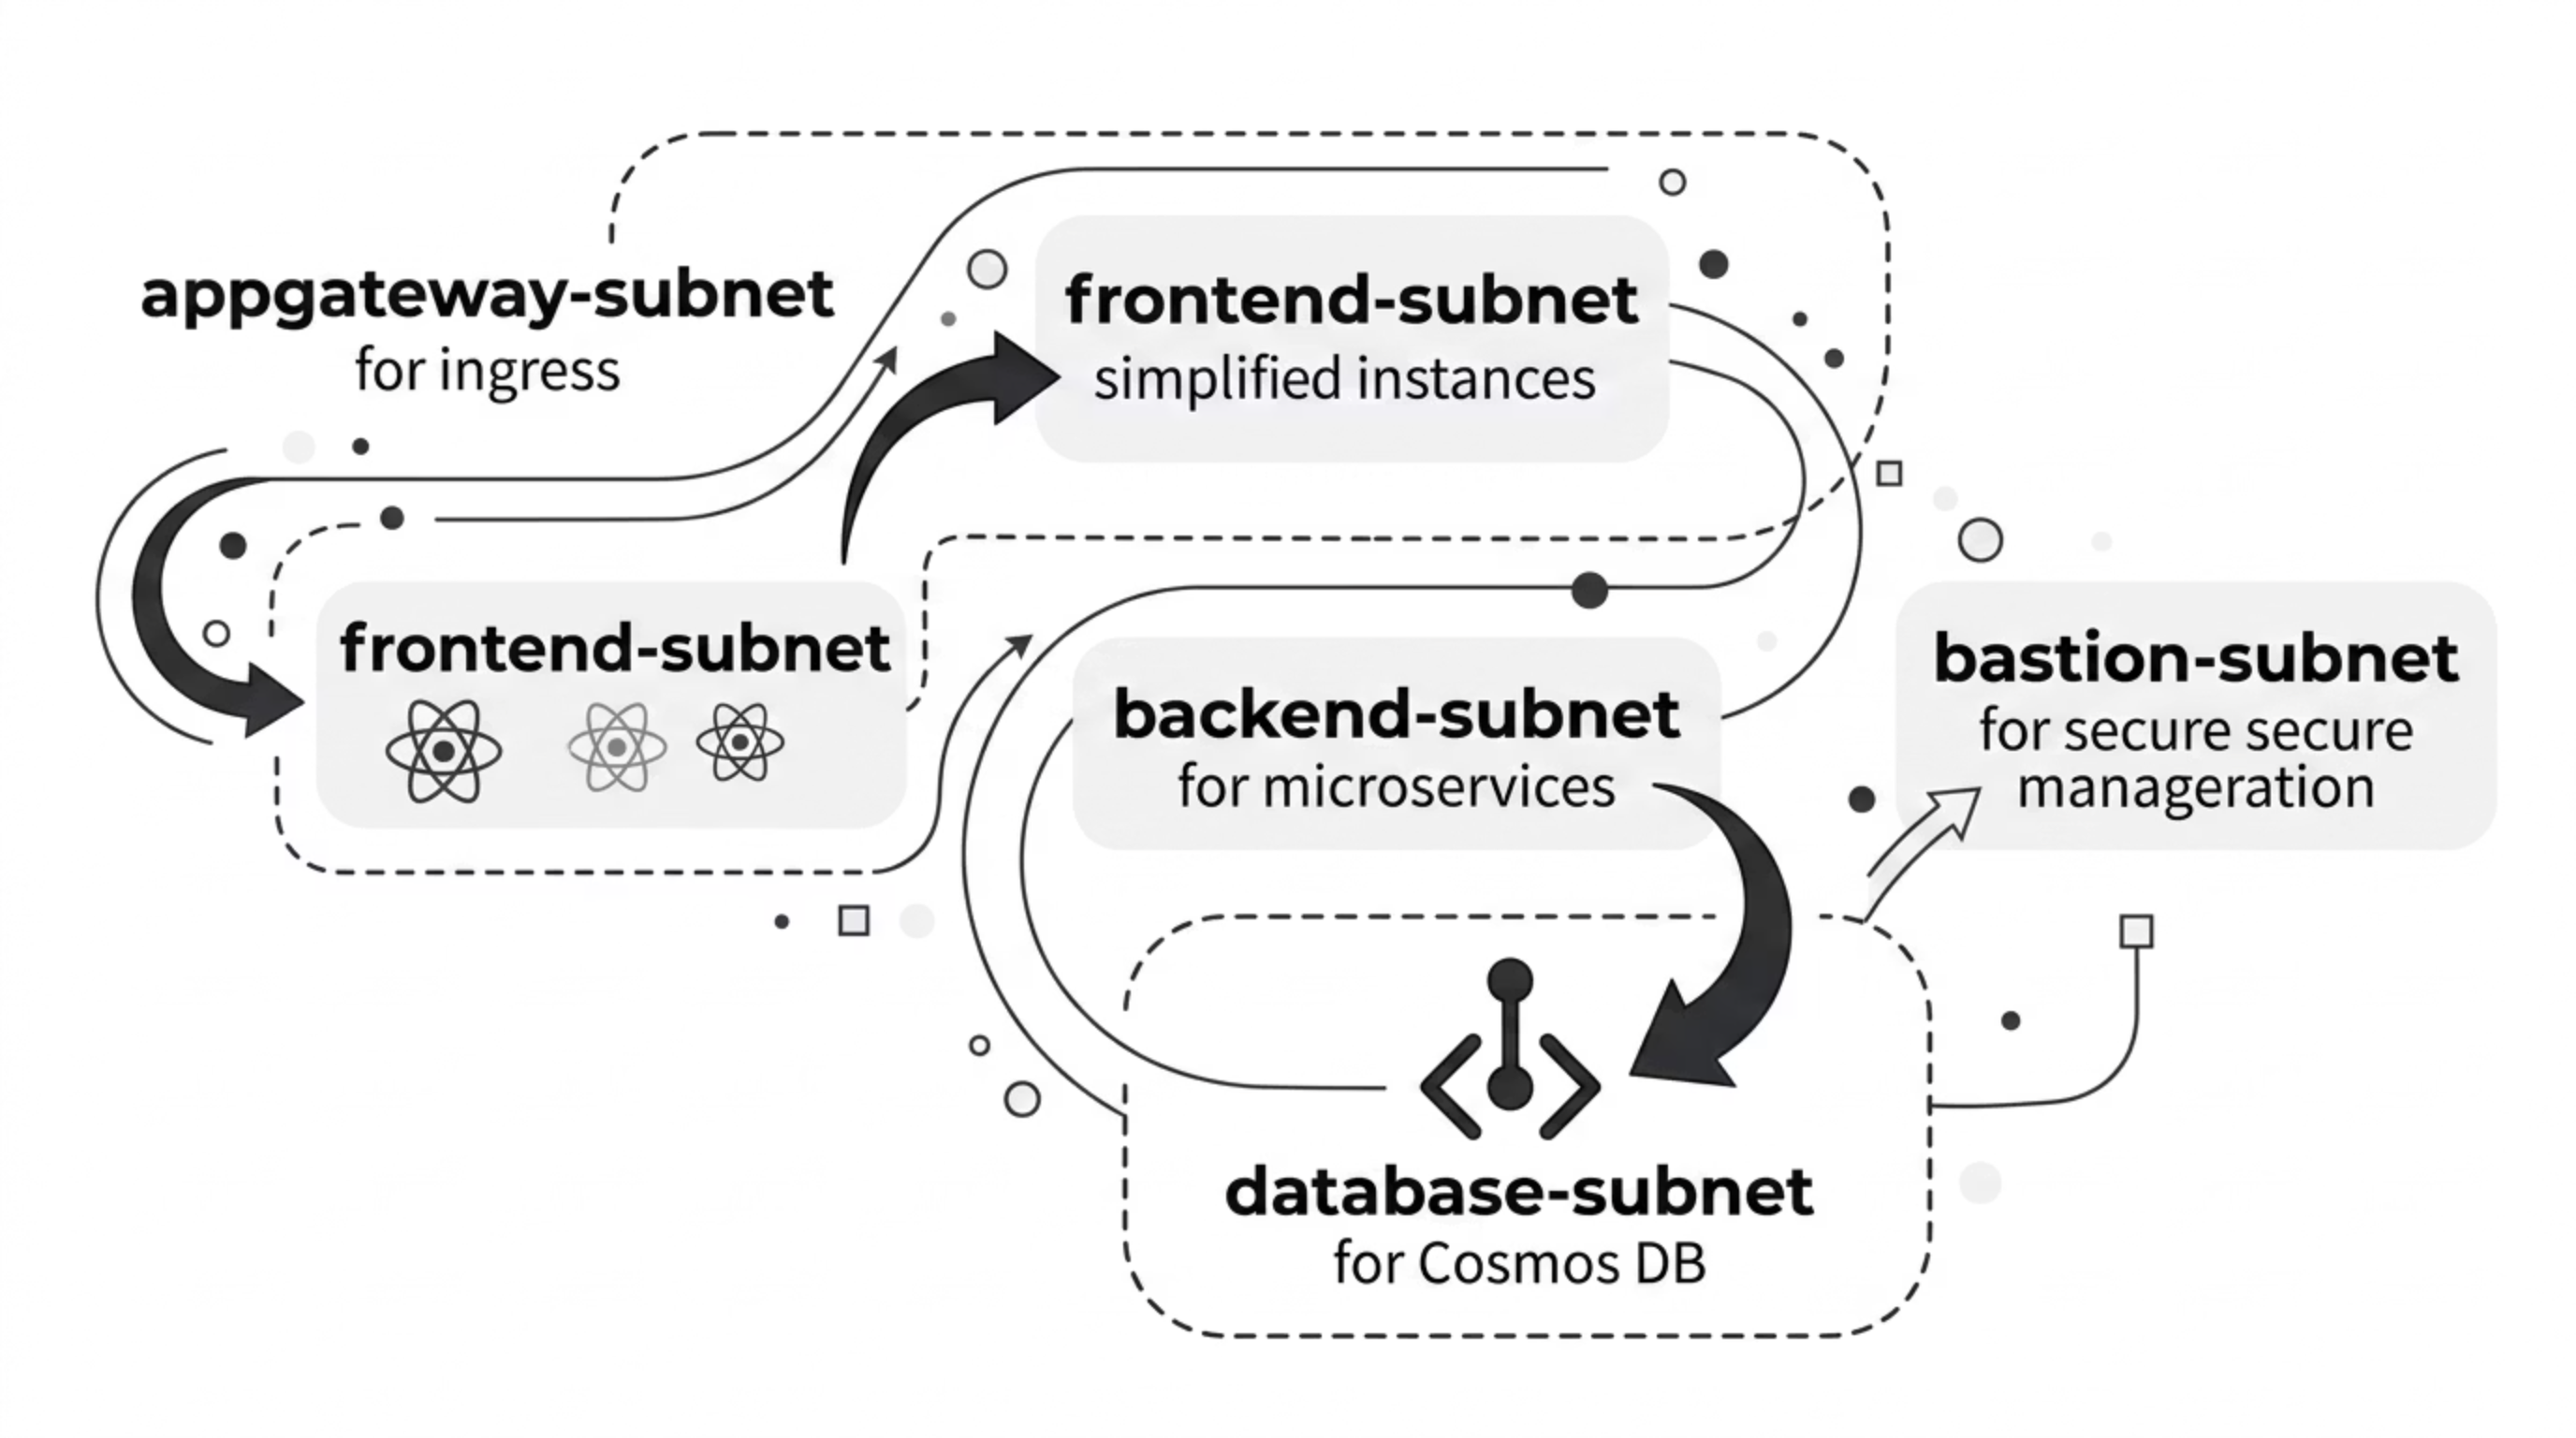 appgateway-subnet
for ingress
frontend-subnet
simplified instances
frontend-subnet
backend-subnet
for microservices
bastion-subnet
for secure secure
manageration
database-subnet
for Cosmos DB